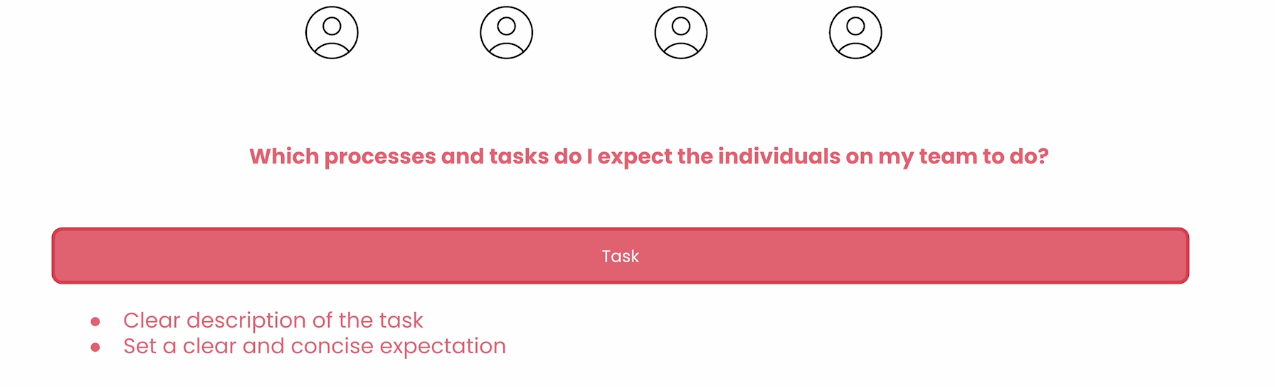 Which processes and tasks do I expect the individuals on my team to do?
Task
● Clear description of the task
● Set a clear and concise expectation